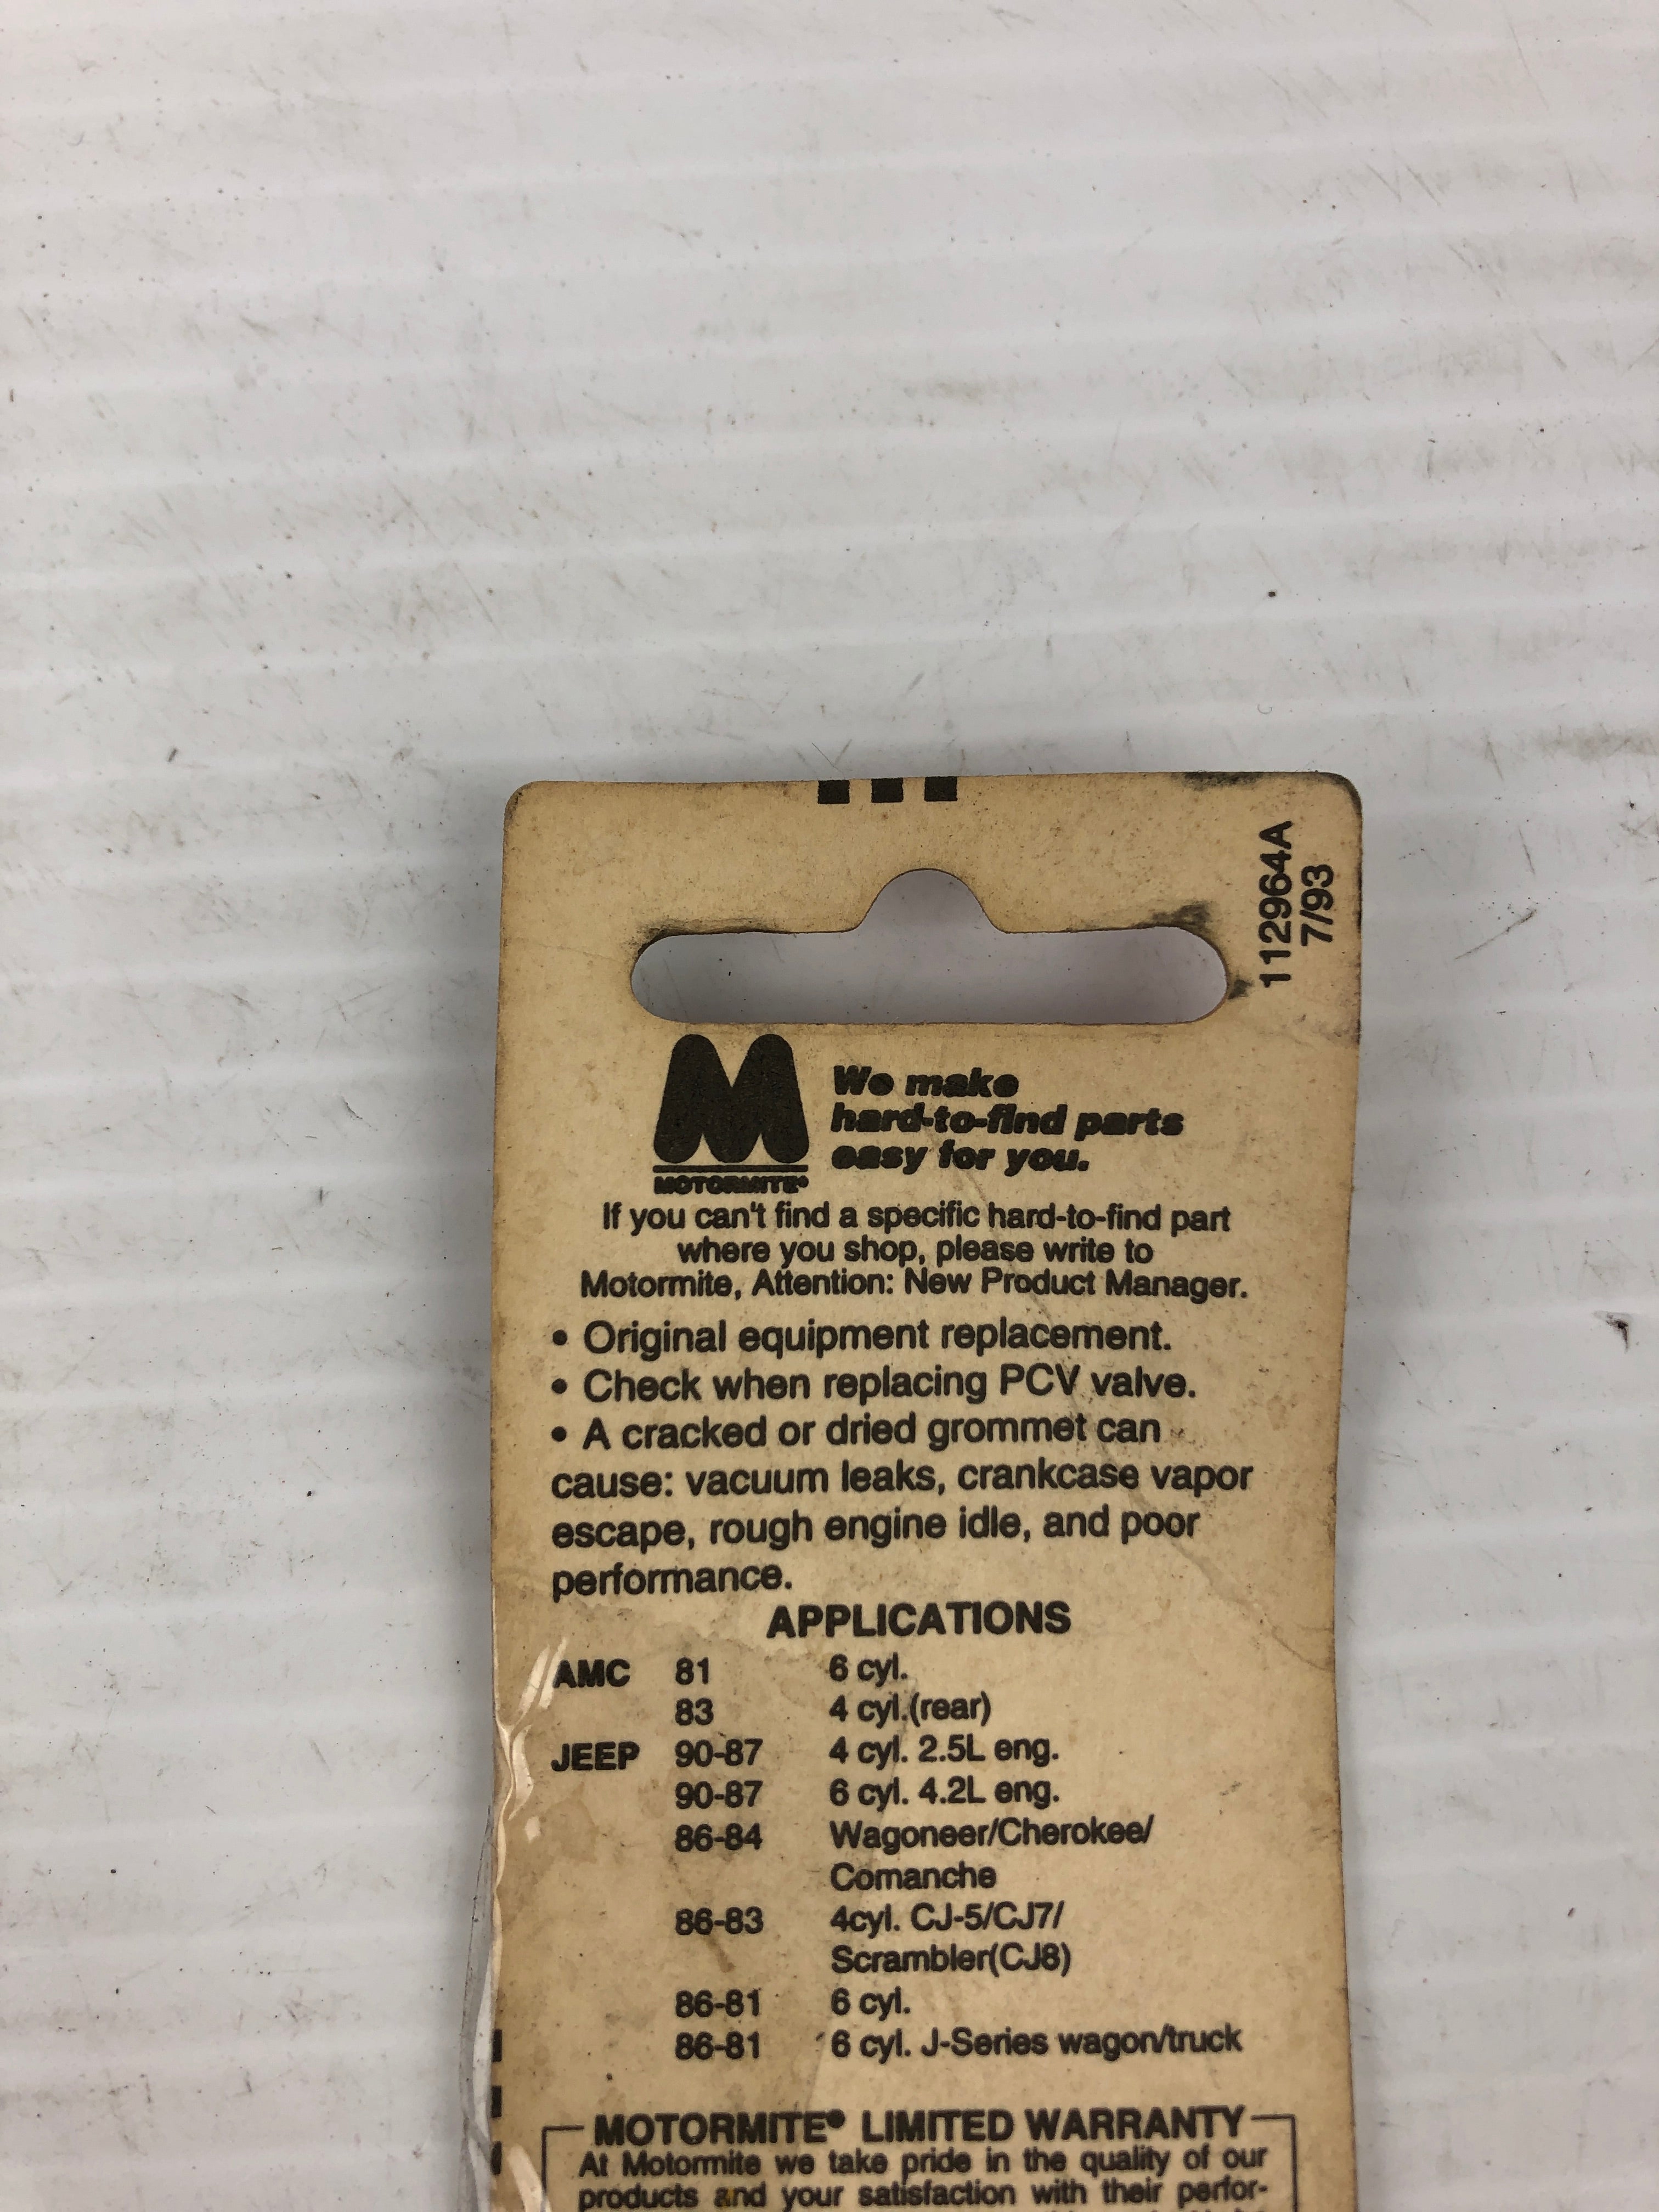 112964A
7/93
We make
hard-to-find parts
easy for you.
MOTORMITE®
If you can't find a specific hard-to-find part
where you shop, please write to
Motormite, Attention: New Product Manager.
• Original equipment replacement.
• Check when replacing PCV valve.
• A cracked or dried grommet can
cause: vacuum leaks, crankcase vapor
escape, rough engine idle, and poor
performance.
APPLICATIONS
AMC 81 6 cyl.
83 4 cyl.(rear)
JEEP 90-87 4 cyl. 2.5L eng.
90-87 6 cyl. 4.2L eng.
86-84 Wagoneer/Cherokee/
Comanche
86-83 4cyl. CJ-5/CJ7/
Scrambler(CJ8)
86-81 6 cyl.
86-81 6 cyl. J-Series wagon/truck
MOTORMITE® LIMITED WARRANTY
At Motormite we take pride in the quality of our
products and your satisfaction with their perfor-